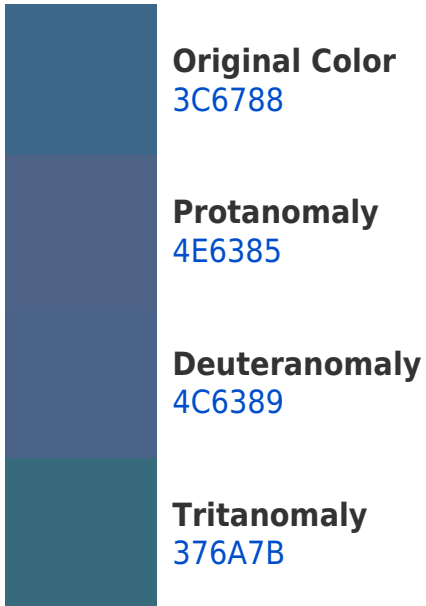 Original Color
3C6788
Protanomaly
4E6385
Deuteranomaly
4C6389
Tritanomaly
376A7B